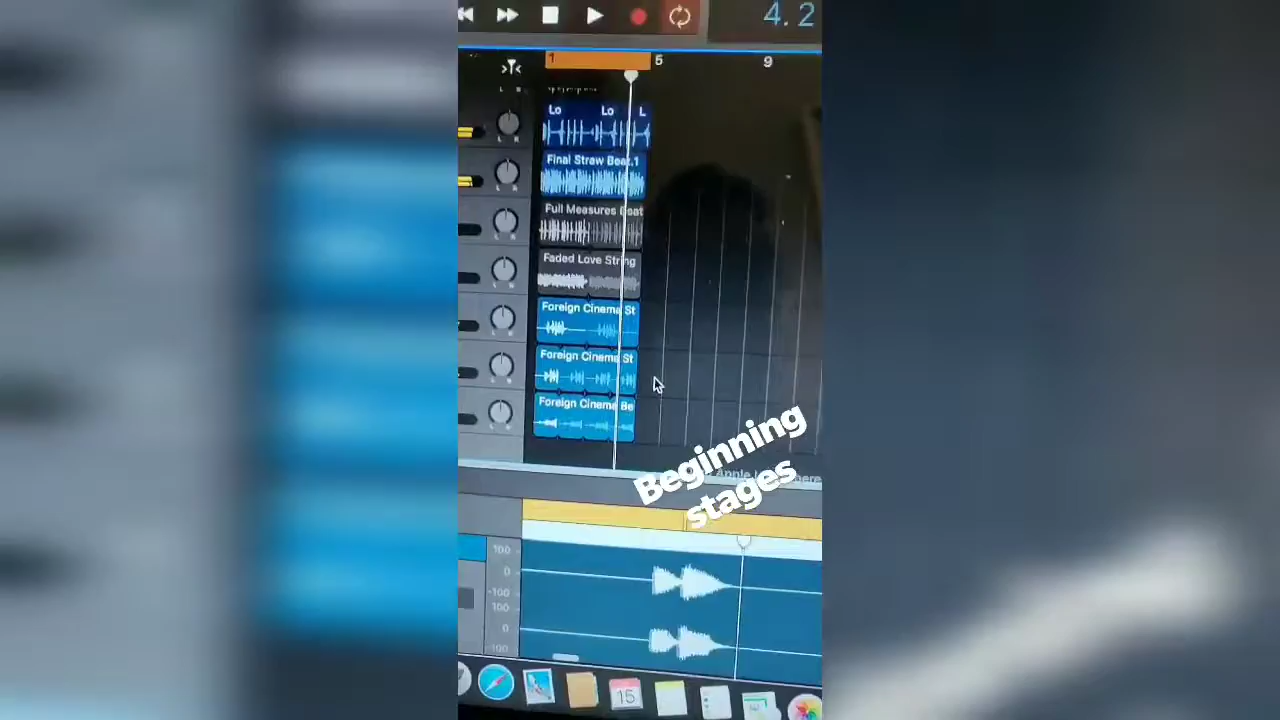 4. 2
1
5
9
Lo Lo L
Final Straw Beat.1
Full Measures Beat
Faded Love String
Foreign Cinema St
Foreign Cinema St
Foreign Cinema Be
Beginning
stages
100
0
-100
100
0
-100
15